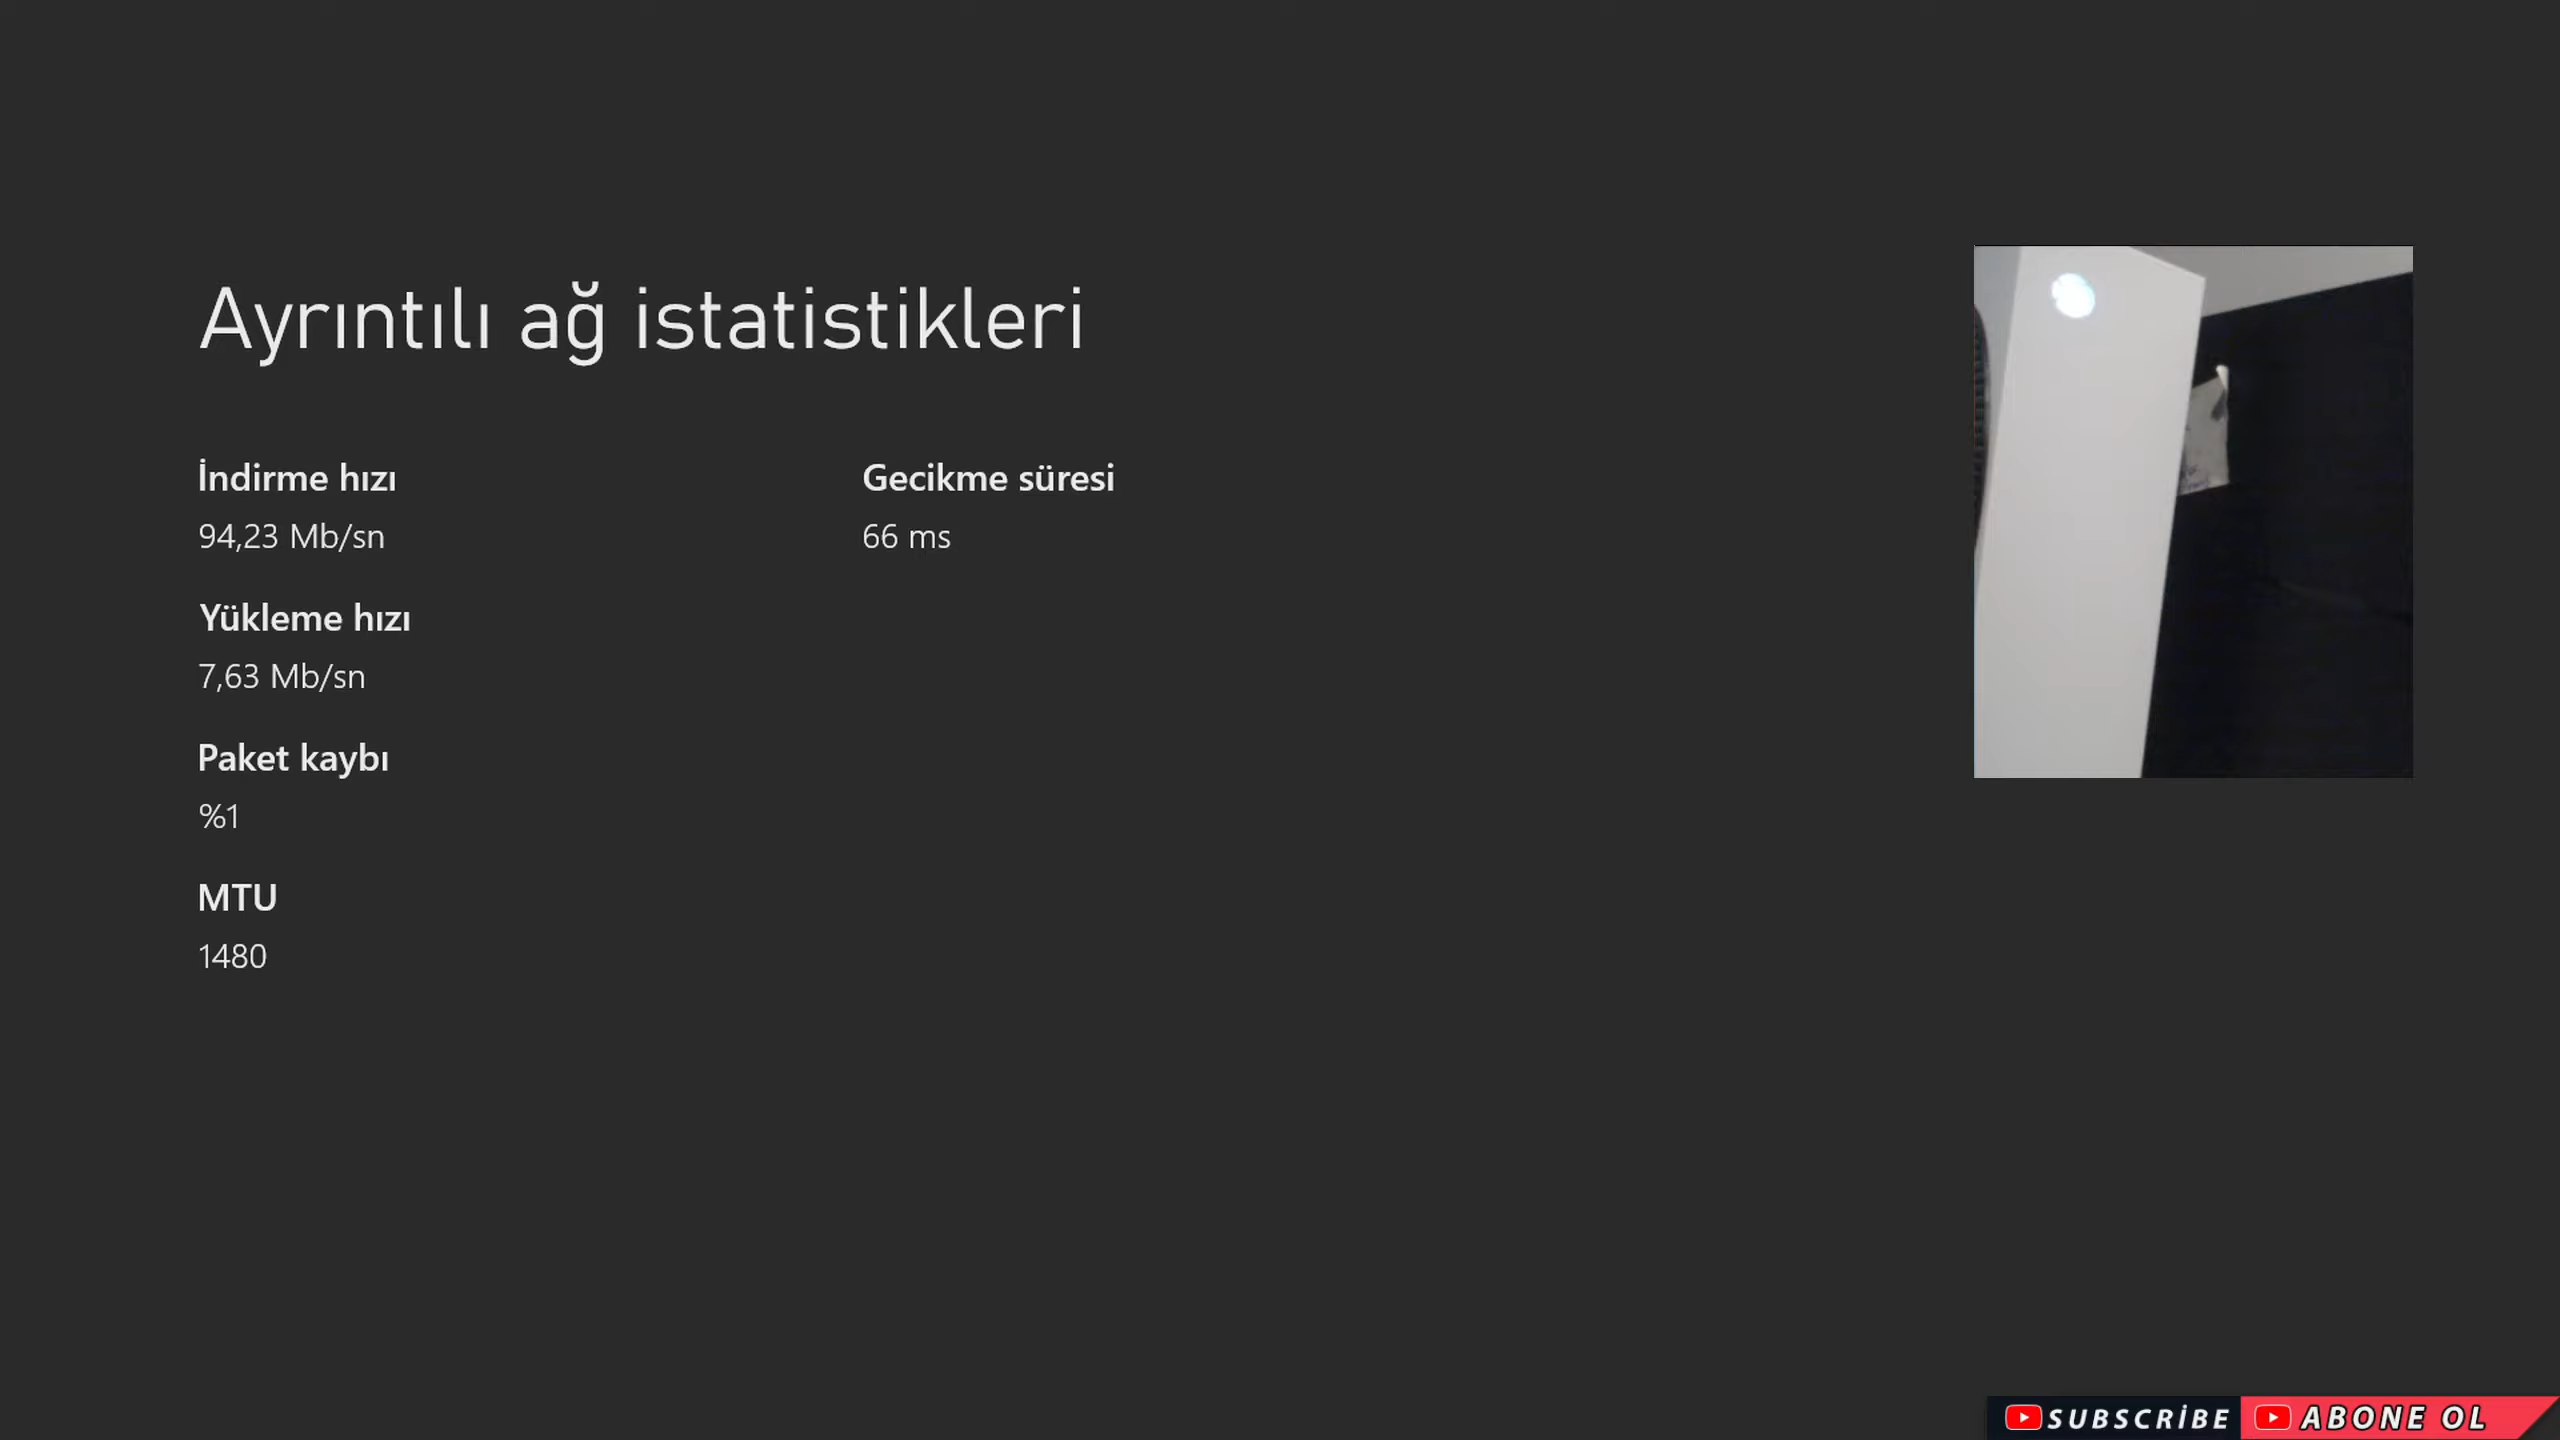 Ayrıntılı ağ istatistikleri
İndirme hızı
94,23 Mb/sn
Yükleme hızı
7,63 Mb/sn
Paket kaybı
%1
MTU
1480
Gecikme süresi
66 ms
SUBSCRİBE
ABONE OL